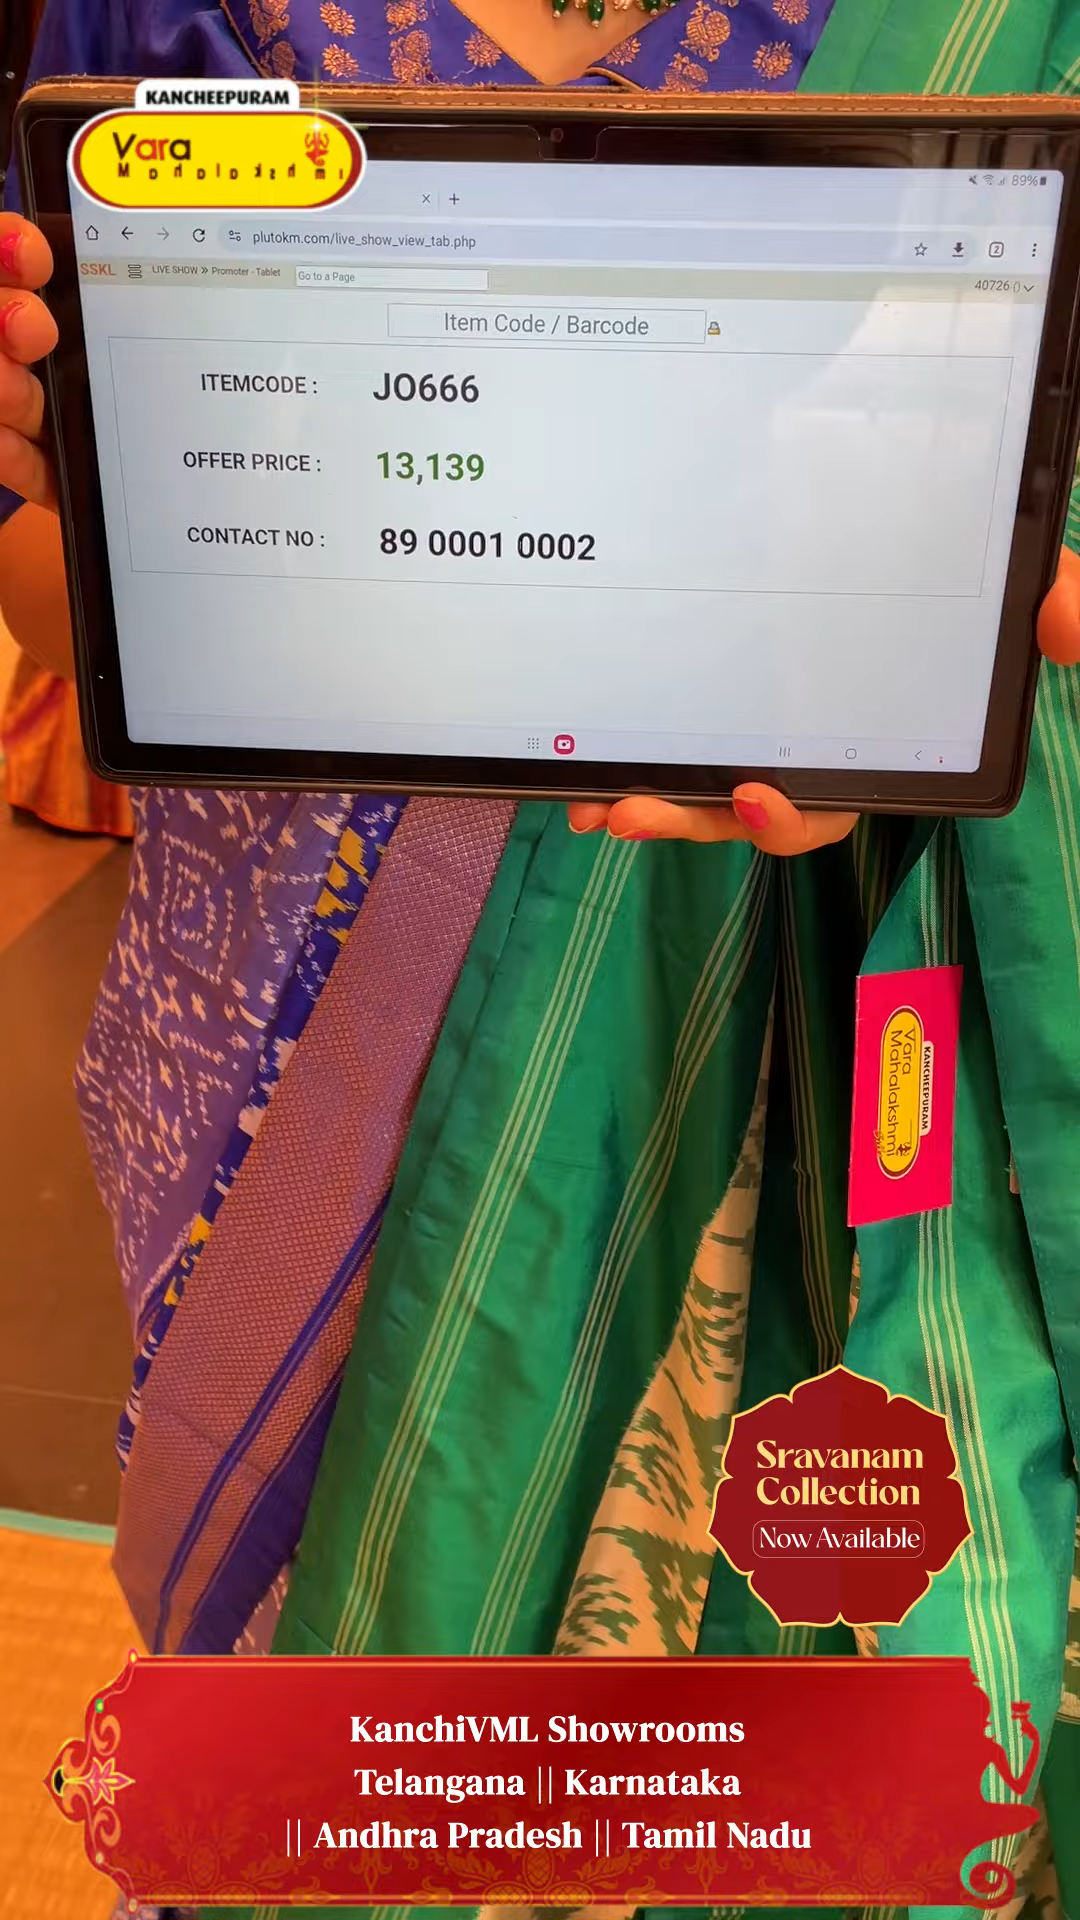 KANCHEEPURAM
Vara
89%
plutokm.com/live_show_view_tab.php
2
SSKL
LIVE SHOW » Promoter - Tablet
Go to a Page
40726 ()
Item Code / Barcode
ITEMCODE : JO666
OFFER PRICE : 13,139
CONTACT NO : 89 0001 0002
KANCHEEPURAM
Vara
Mahalakshmi
Sravanam
Collection
Now Available
KanchiVML Showrooms
Telangana || Karnataka
|| Andhra Pradesh || Tamil Nadu